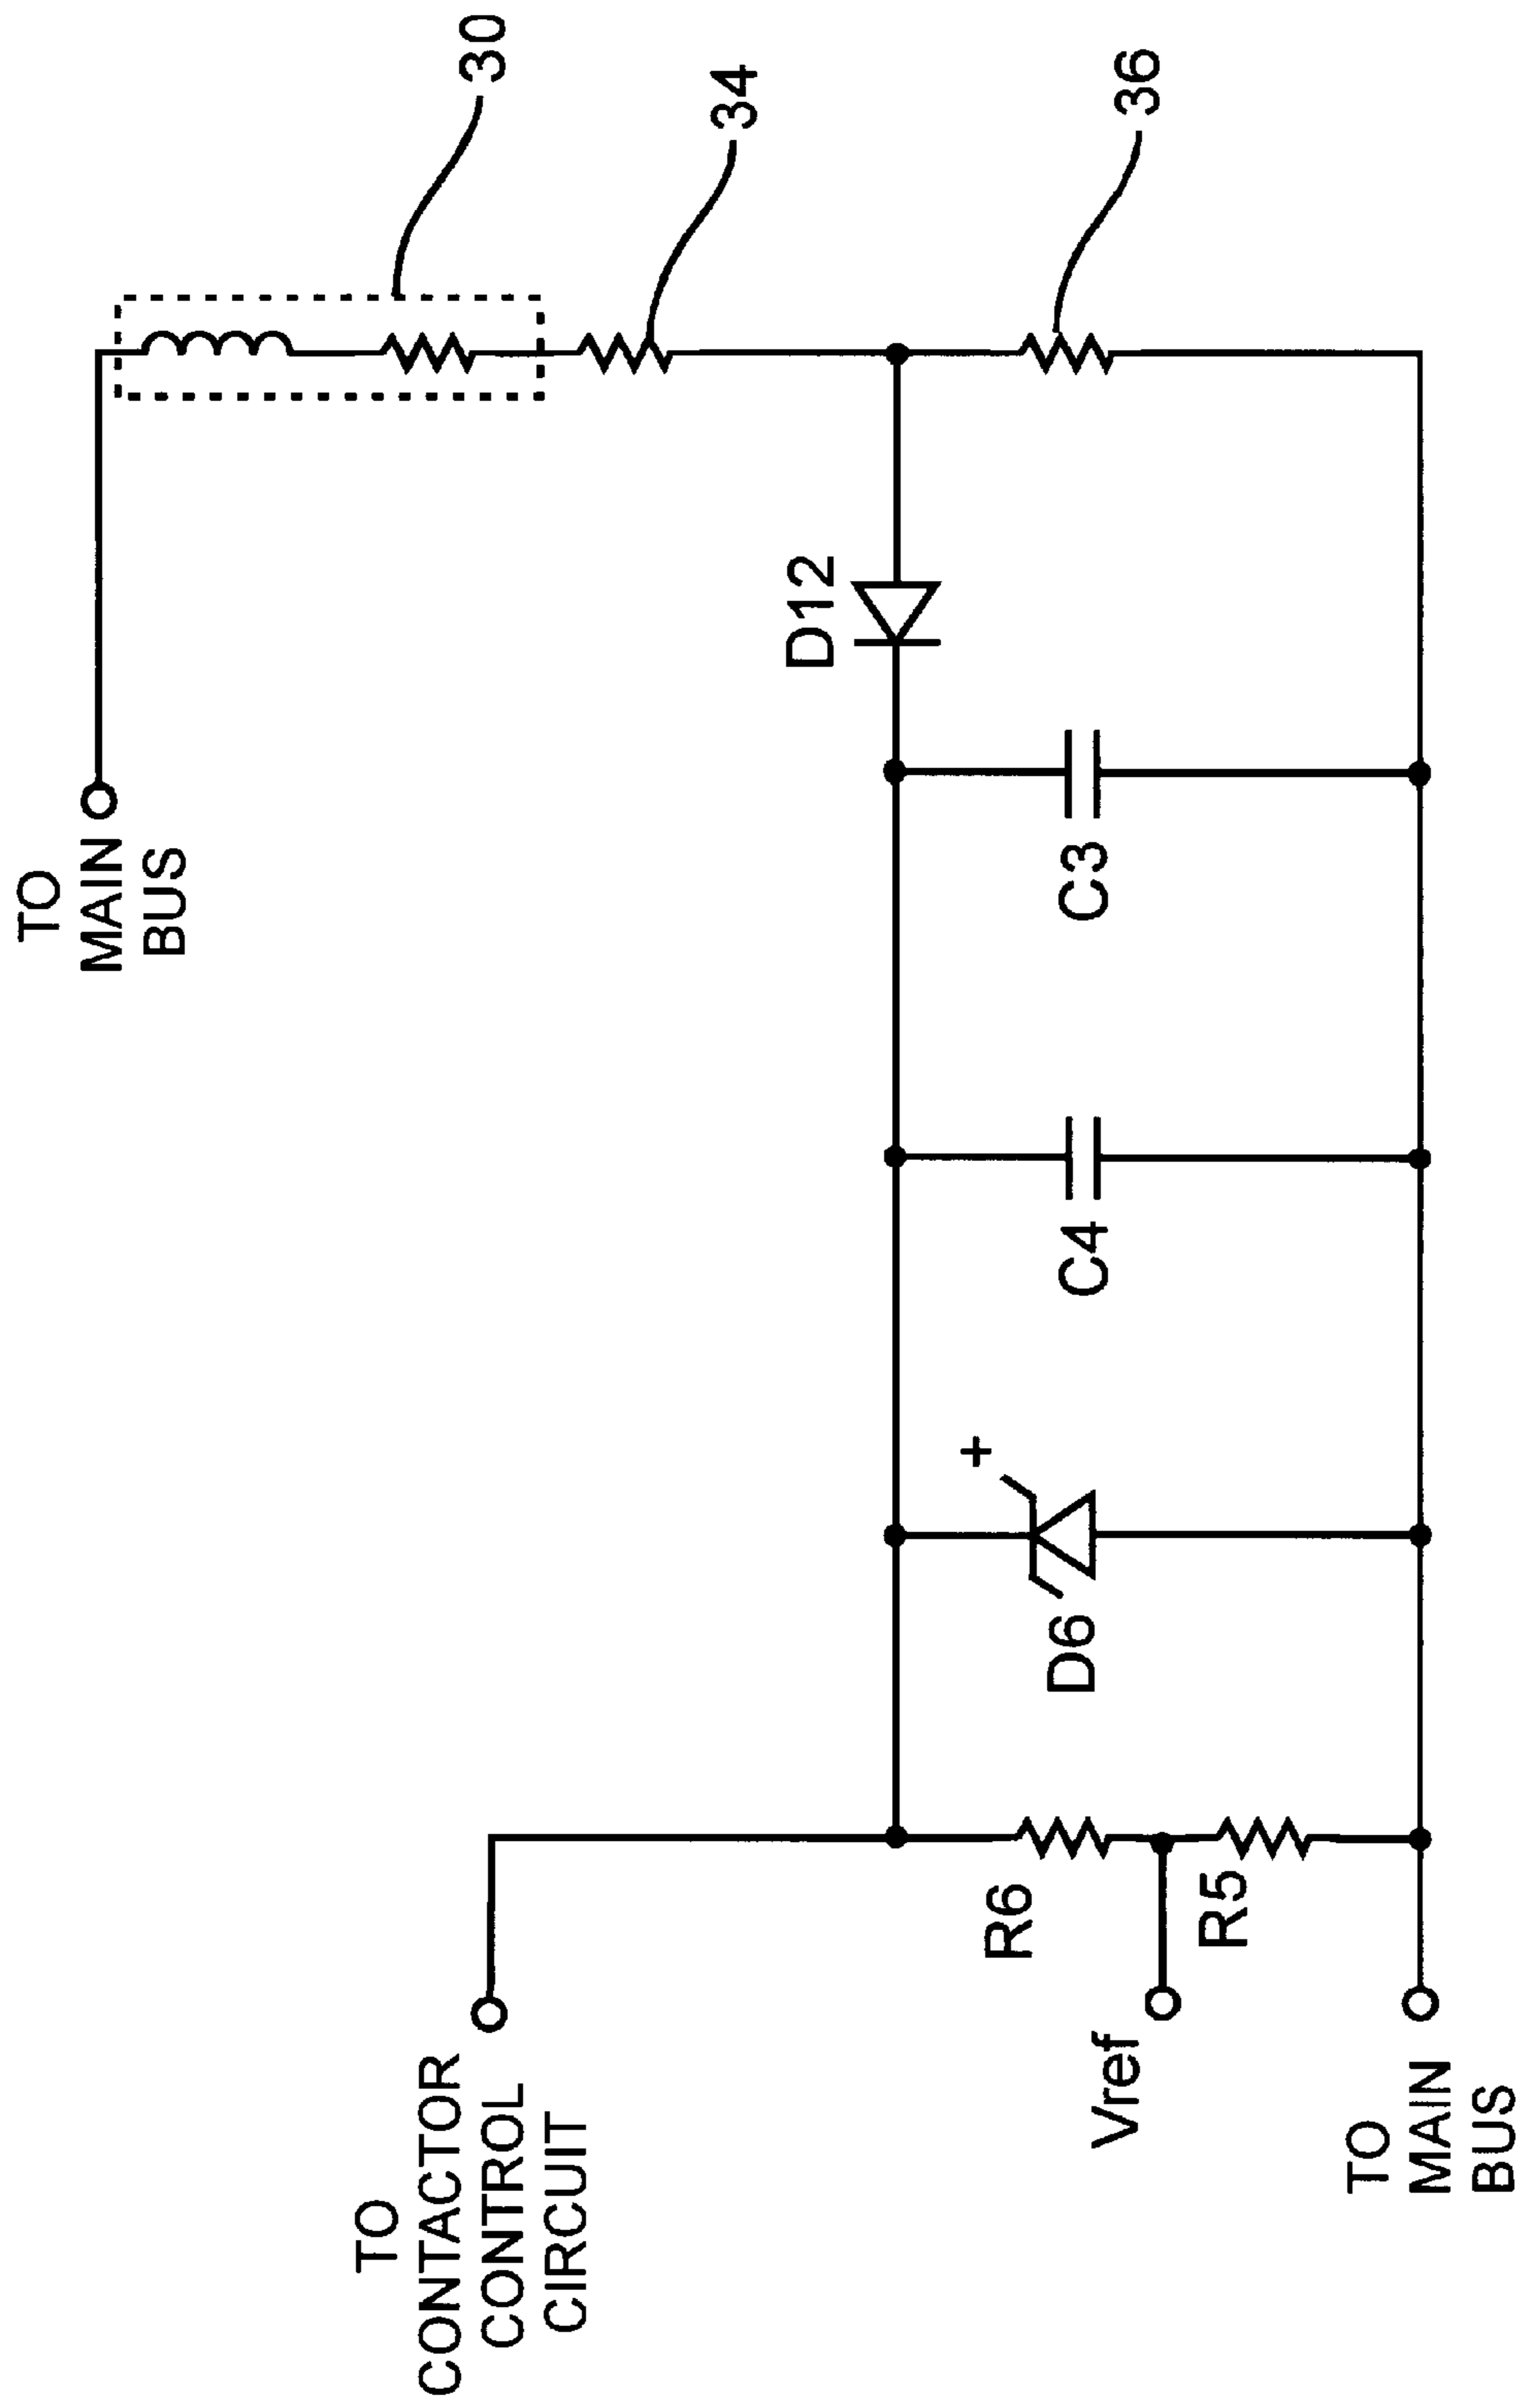 TO
MAIN
BUS
30
34
36
D12
C3
C4
+
D6
R6
R5
TO
CONTACTOR
CONTROL
CIRCUIT
Vref
TO
MAIN
BUS